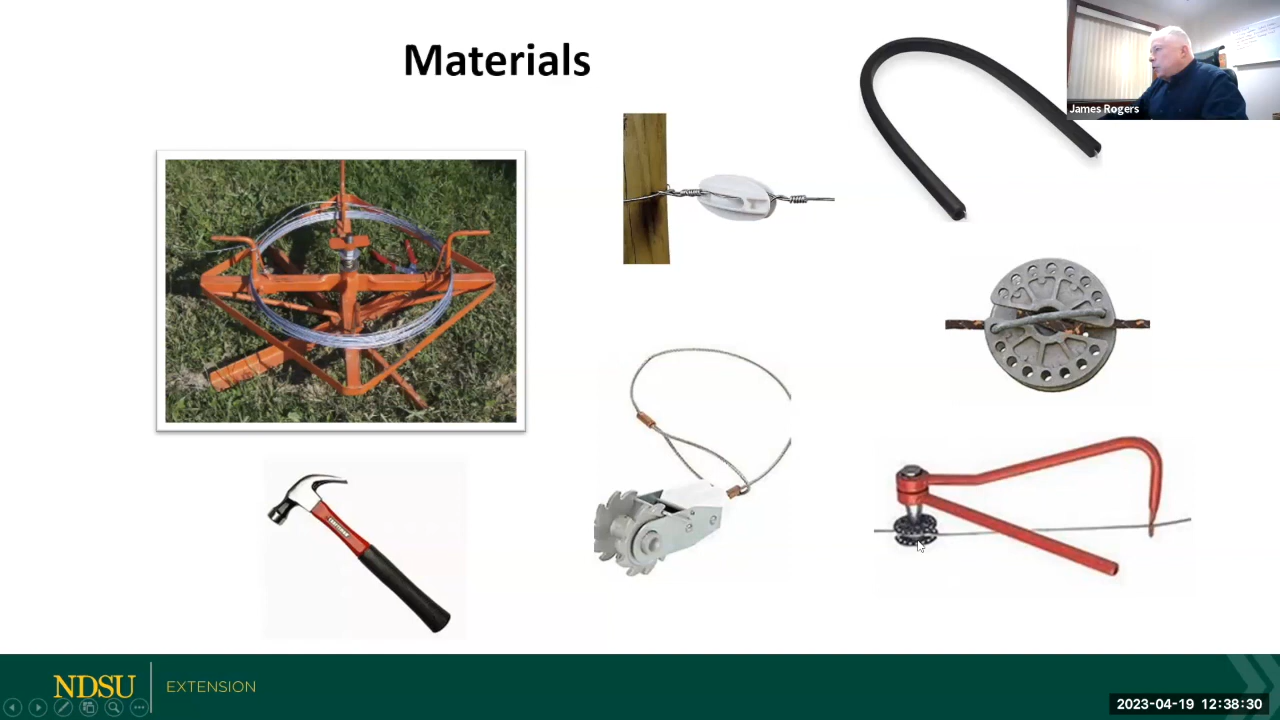 Materials
James Rogers
NDSU
EXTENSION
2023-04-19 12:38:30